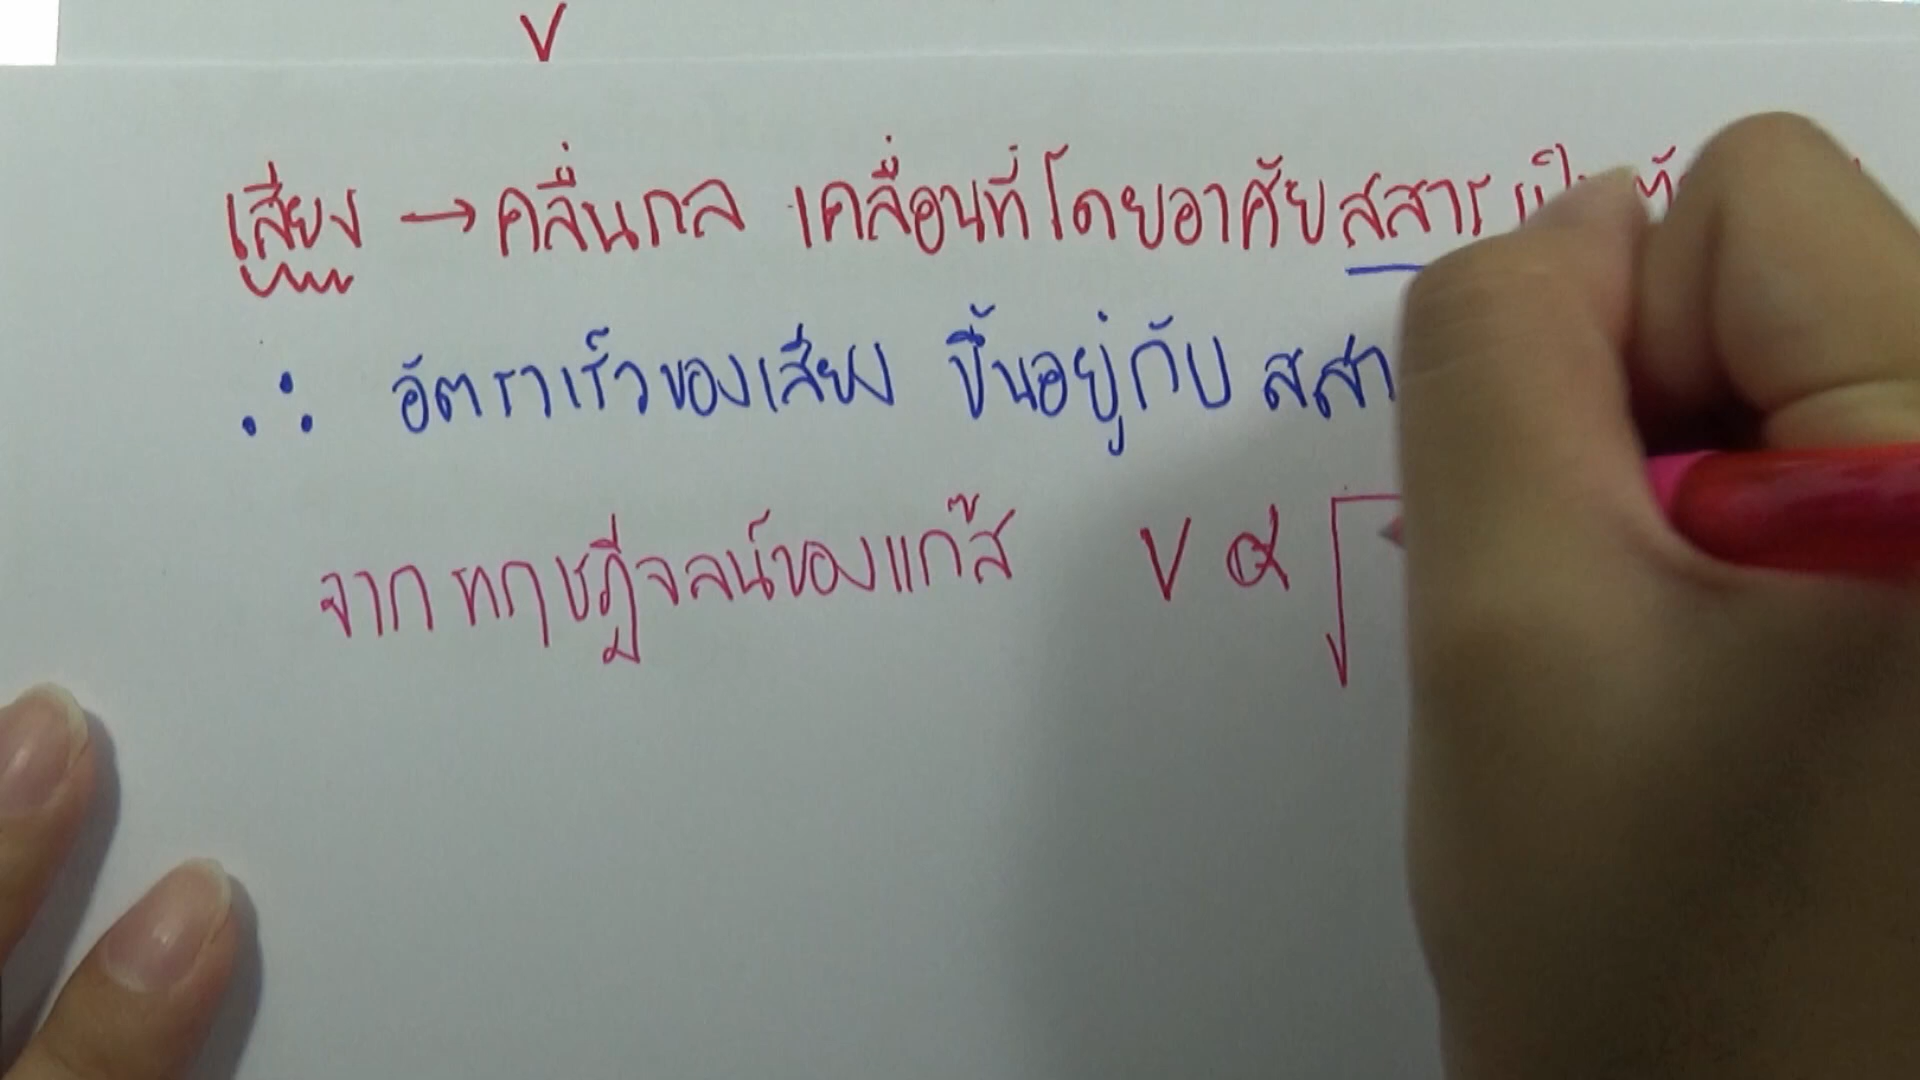 V
เสียง → คลื่นกล เคลื่อนที่โดยอาศัยสสาร
∴ อัตราเร็วของเสียง ขึ้นอยู่กับ
จาก ทฤษฎีจลน์ของแก๊ส V ∝ √